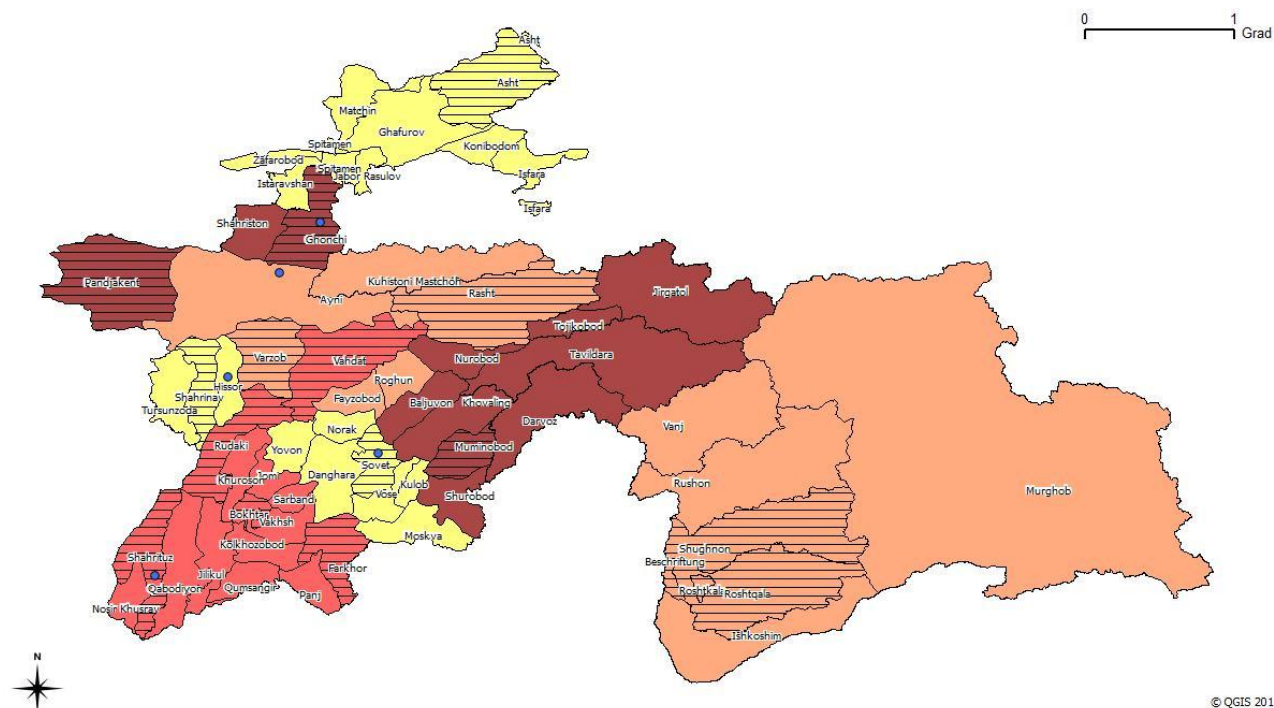 0 1
Grad
Asht
Asht
Matchin
Ghafurov
Spitamen
Konibodom
Zafarobod
Spitamen
Jabor Rasulov
Isfara
Istaravshan
Isfara
Shahriston
Ghonchi
Pandjakent
Kuhistoni Mastchoh
Rasht
Jirgatol
Ayni
Tojikobod
Varzob
Vahdat
Nurobod
Tavildara
Roghun
Hissor
Shahrinav
Fayzobod
Tursunzoda
Baljuvon
Khovaling
Darvoz
Vanj
Norak
Rudaki
Yovon
Muminobod
Sovet
Danghara
Khuroson
Jomi
Kulob
Rushon
Murghob
Sarband
Vose
Shurobod
Bokhtar
Vakhsh
Moskva
Kolkhozobod
Shughnon
Shahrituz
Beschriftung
Farkhor
Jilikul
Qabodiyon
Qumsangir
Roshtkala
Roshtqala
Panj
Nosir Khusrav
Ishkoshim
N
© QGIS 201